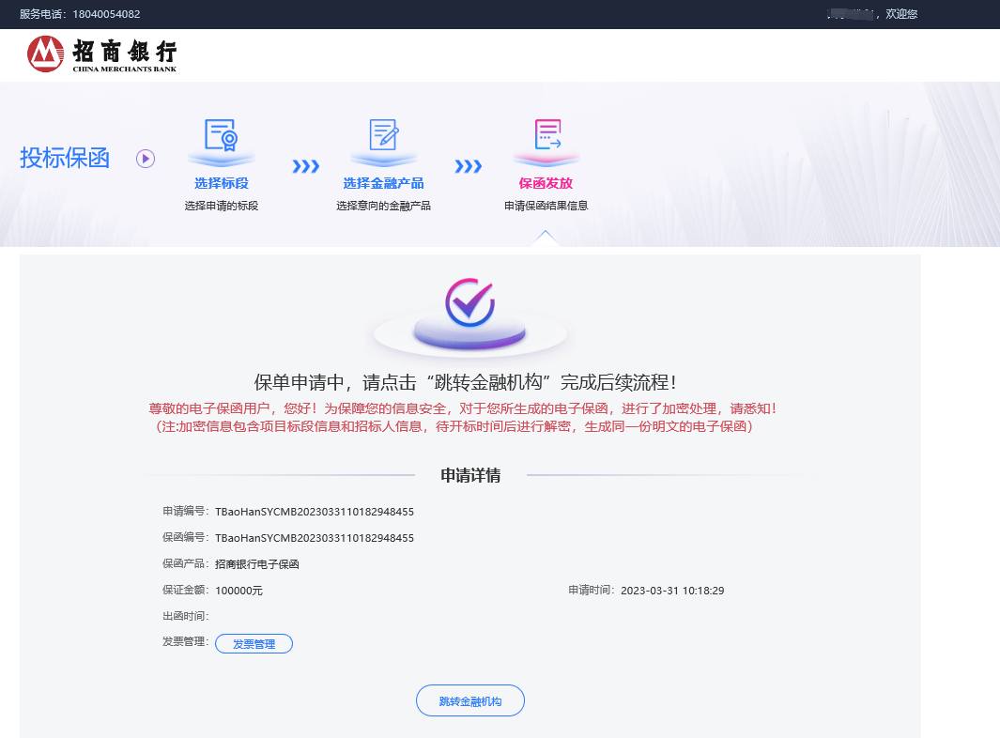 服务电话：18040054082
，欢迎您
招商银行
CHINA MERCHANTS BANK
投标保函
选择标段
选择申请的标段
选择金融产品
选择意向的金融产品
保函发放
申请保函结果信息
保单申请中，请点击“跳转金融机构”完成后续流程！
尊敬的电子保函用户，您好！为保障您的信息安全，对于您所生成的电子保函，进行了加密处理，请悉知！
（注:加密信息包含项目标段信息和招标人信息，待开标时间后进行解密，生成同一份明文的电子保函）
申请详情
申请编号：TBaoHanSYCMB2023033110182948455
保函编号：TBaoHanSYCMB2023033110182948455
保函产品：招商银行电子保函
保证金额：100000元
申请时间：2023-03-31 10:18:29
出函时间：
发票管理：发票管理
跳转金融机构